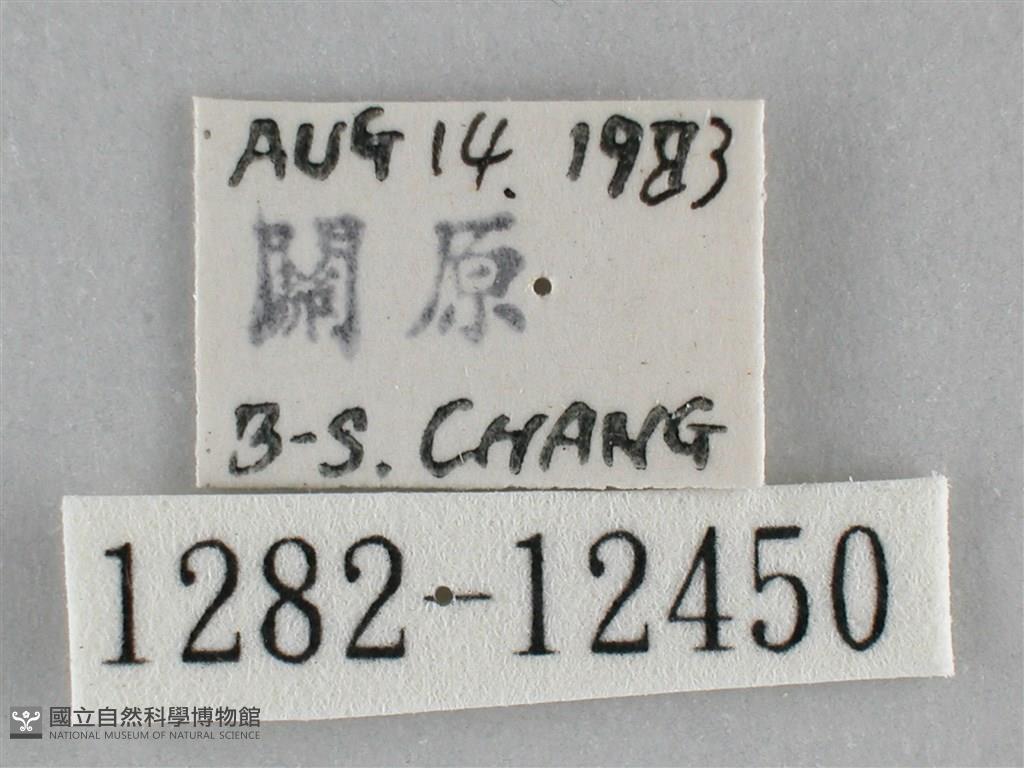 AUG 14. 1983
關原
B-S. CHANG
1282--12450
國立自然科學博物館
NATIONAL MUSEUM OF NATURAL SCIENCE